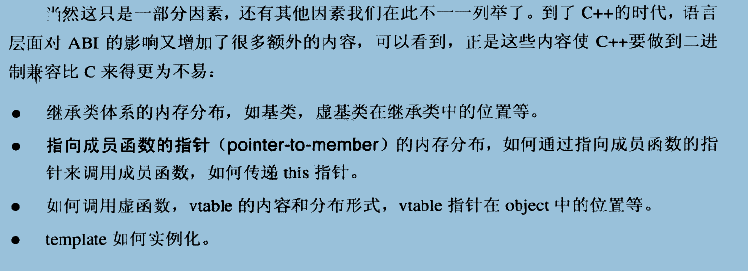 当然这只是一部分因素，还有其他因素我们在此不一一列举了。到了 C++的时代，语言
层面对 ABI 的影响又增加了很多额外的内容，可以看到，正是这些内容使 C++要做到二进
制兼容比 C 来得更为不易：
● 继承类体系的内存分布，如基类，虚基类在继承类中的位置等。
● 指向成员函数的指针（pointer-to-member）的内存分布，如何通过指向成员函数的指
针来调用成员函数，如何传递 this 指针。
● 如何调用虚函数，vtable 的内容和分布形式，vtable 指针在 object 中的位置等。
● template 如何实例化。